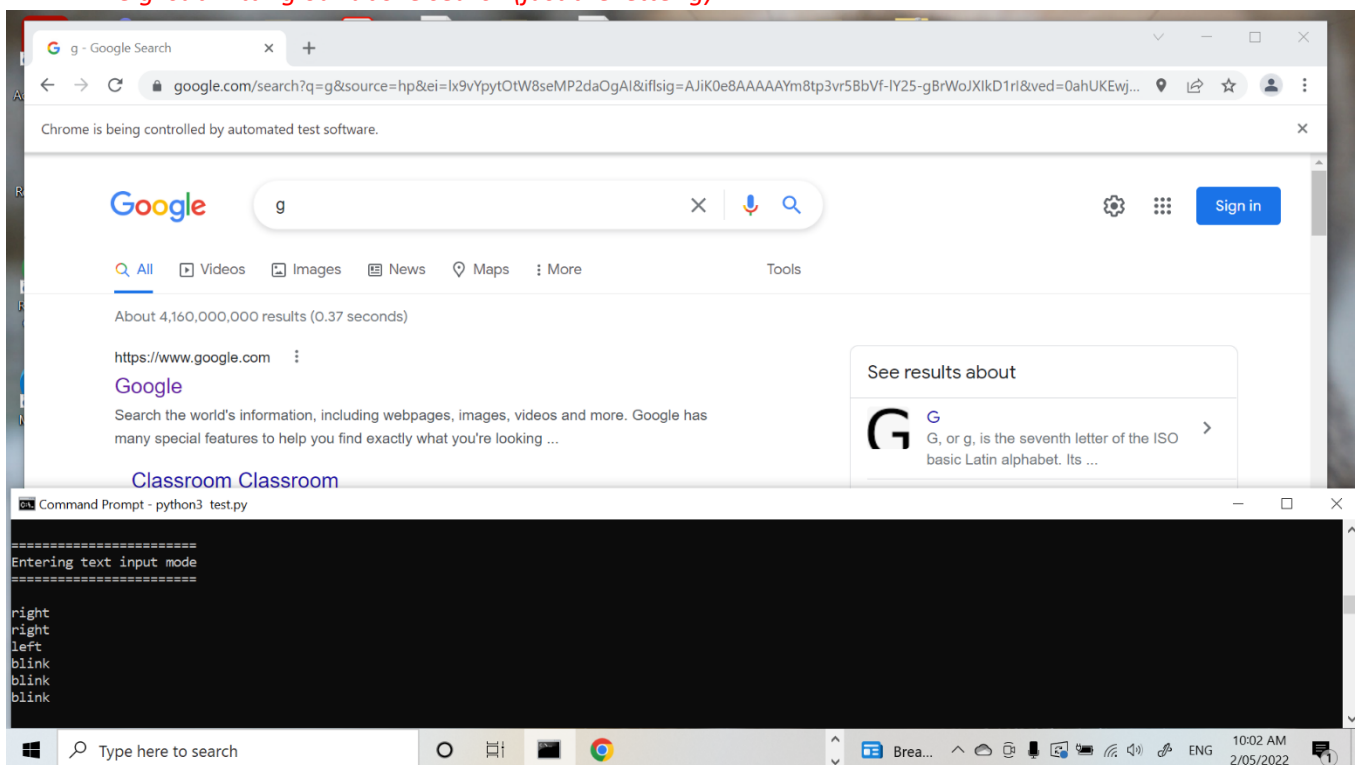 g - Google Search
google.com/search?q=g&source=hp&ei=lx9vYpytOtW8seMP2daOgAI&iflsig=AJiK0e8AAAAAYm8tp3vr5BbVf-lY25-gBrWoJXIkD1rI&ved=0ahUKEwj...
Chrome is being controlled by automated test software.
Google
g
Sign in
All Videos Images News Maps More Tools
About 4,160,000,000 results (0.37 seconds)
https://www.google.com
Google
Search the world's information, including webpages, images, videos and more. Google has
many special features to help you find exactly what you're looking ...
Classroom Classroom
See results about
G
G, or g, is the seventh letter of the ISO
basic Latin alphabet. Its ...
Command Prompt - python3 test.py
========================
Entering text input mode
========================
right
right
left
blink
blink
blink
Type here to search
Brea...
ENG
10:02 AM
2/05/2022
1